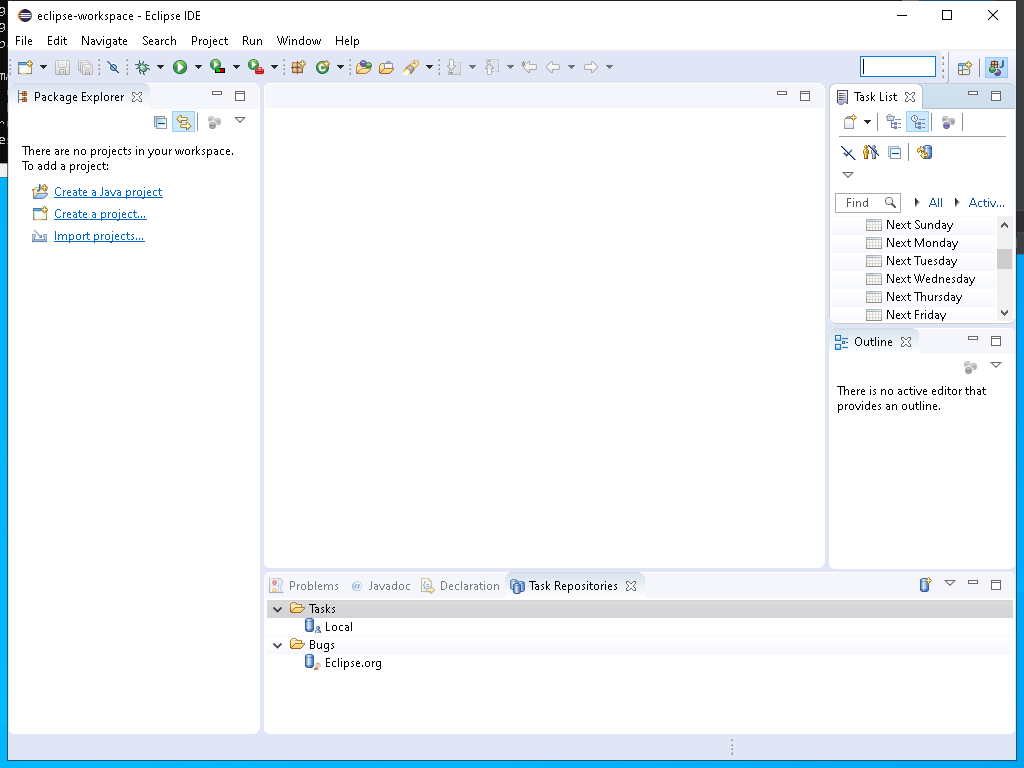 eclipse-workspace - Eclipse IDE
File Edit Navigate Search Project Run Window Help
Package Explorer
There are no projects in your workspace.
To add a project:
Create a Java project
Create a project...
Import projects...
Task List
Find All Activ...
Next Sunday
Next Monday
Next Tuesday
Next Wednesday
Next Thursday
Next Friday
Outline
There is no active editor that
provides an outline.
Problems @ Javadoc Declaration Task Repositories
Tasks
Local
Bugs
Eclipse.org